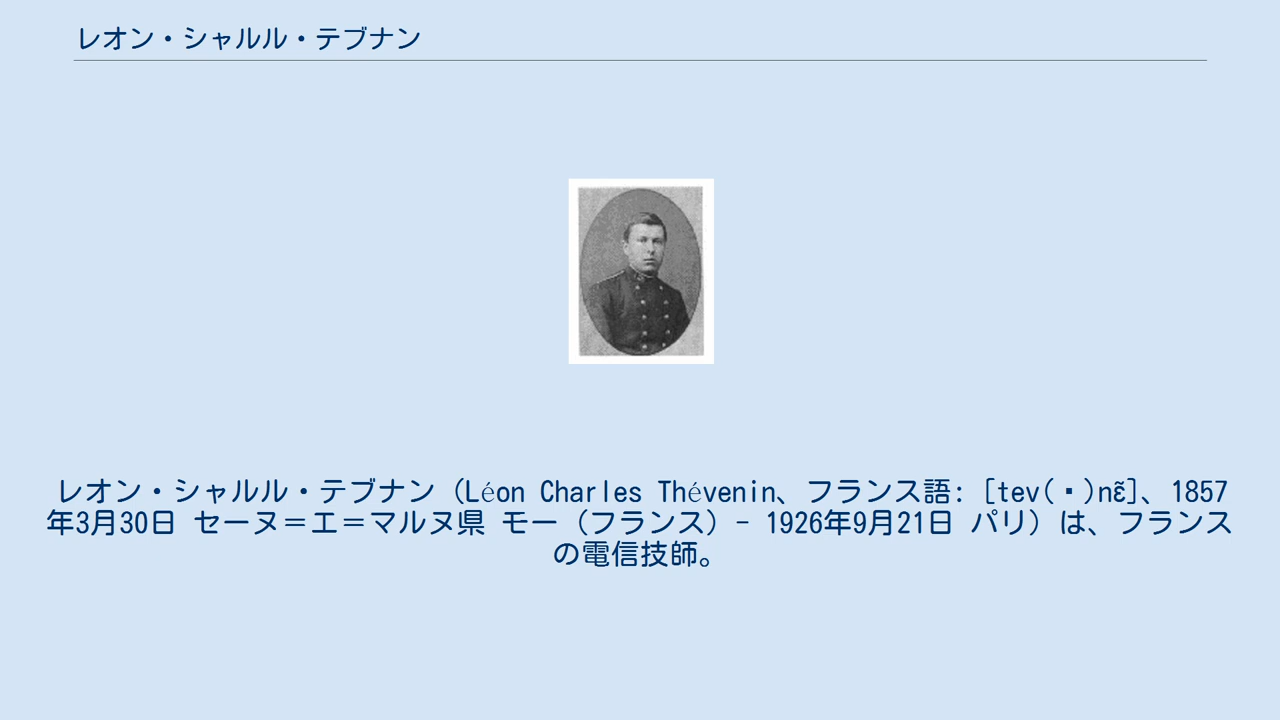 レオン・シャルル・テブナン
レオン・シャルル・テブナン（Léon Charles Thévenin、フランス語: [tev(ə)nɛ̃]、1857
年3月30日 セーヌ＝エ＝マルヌ県 モー（フランス）- 1926年9月21日 パリ）は、フランス
の電信技師。